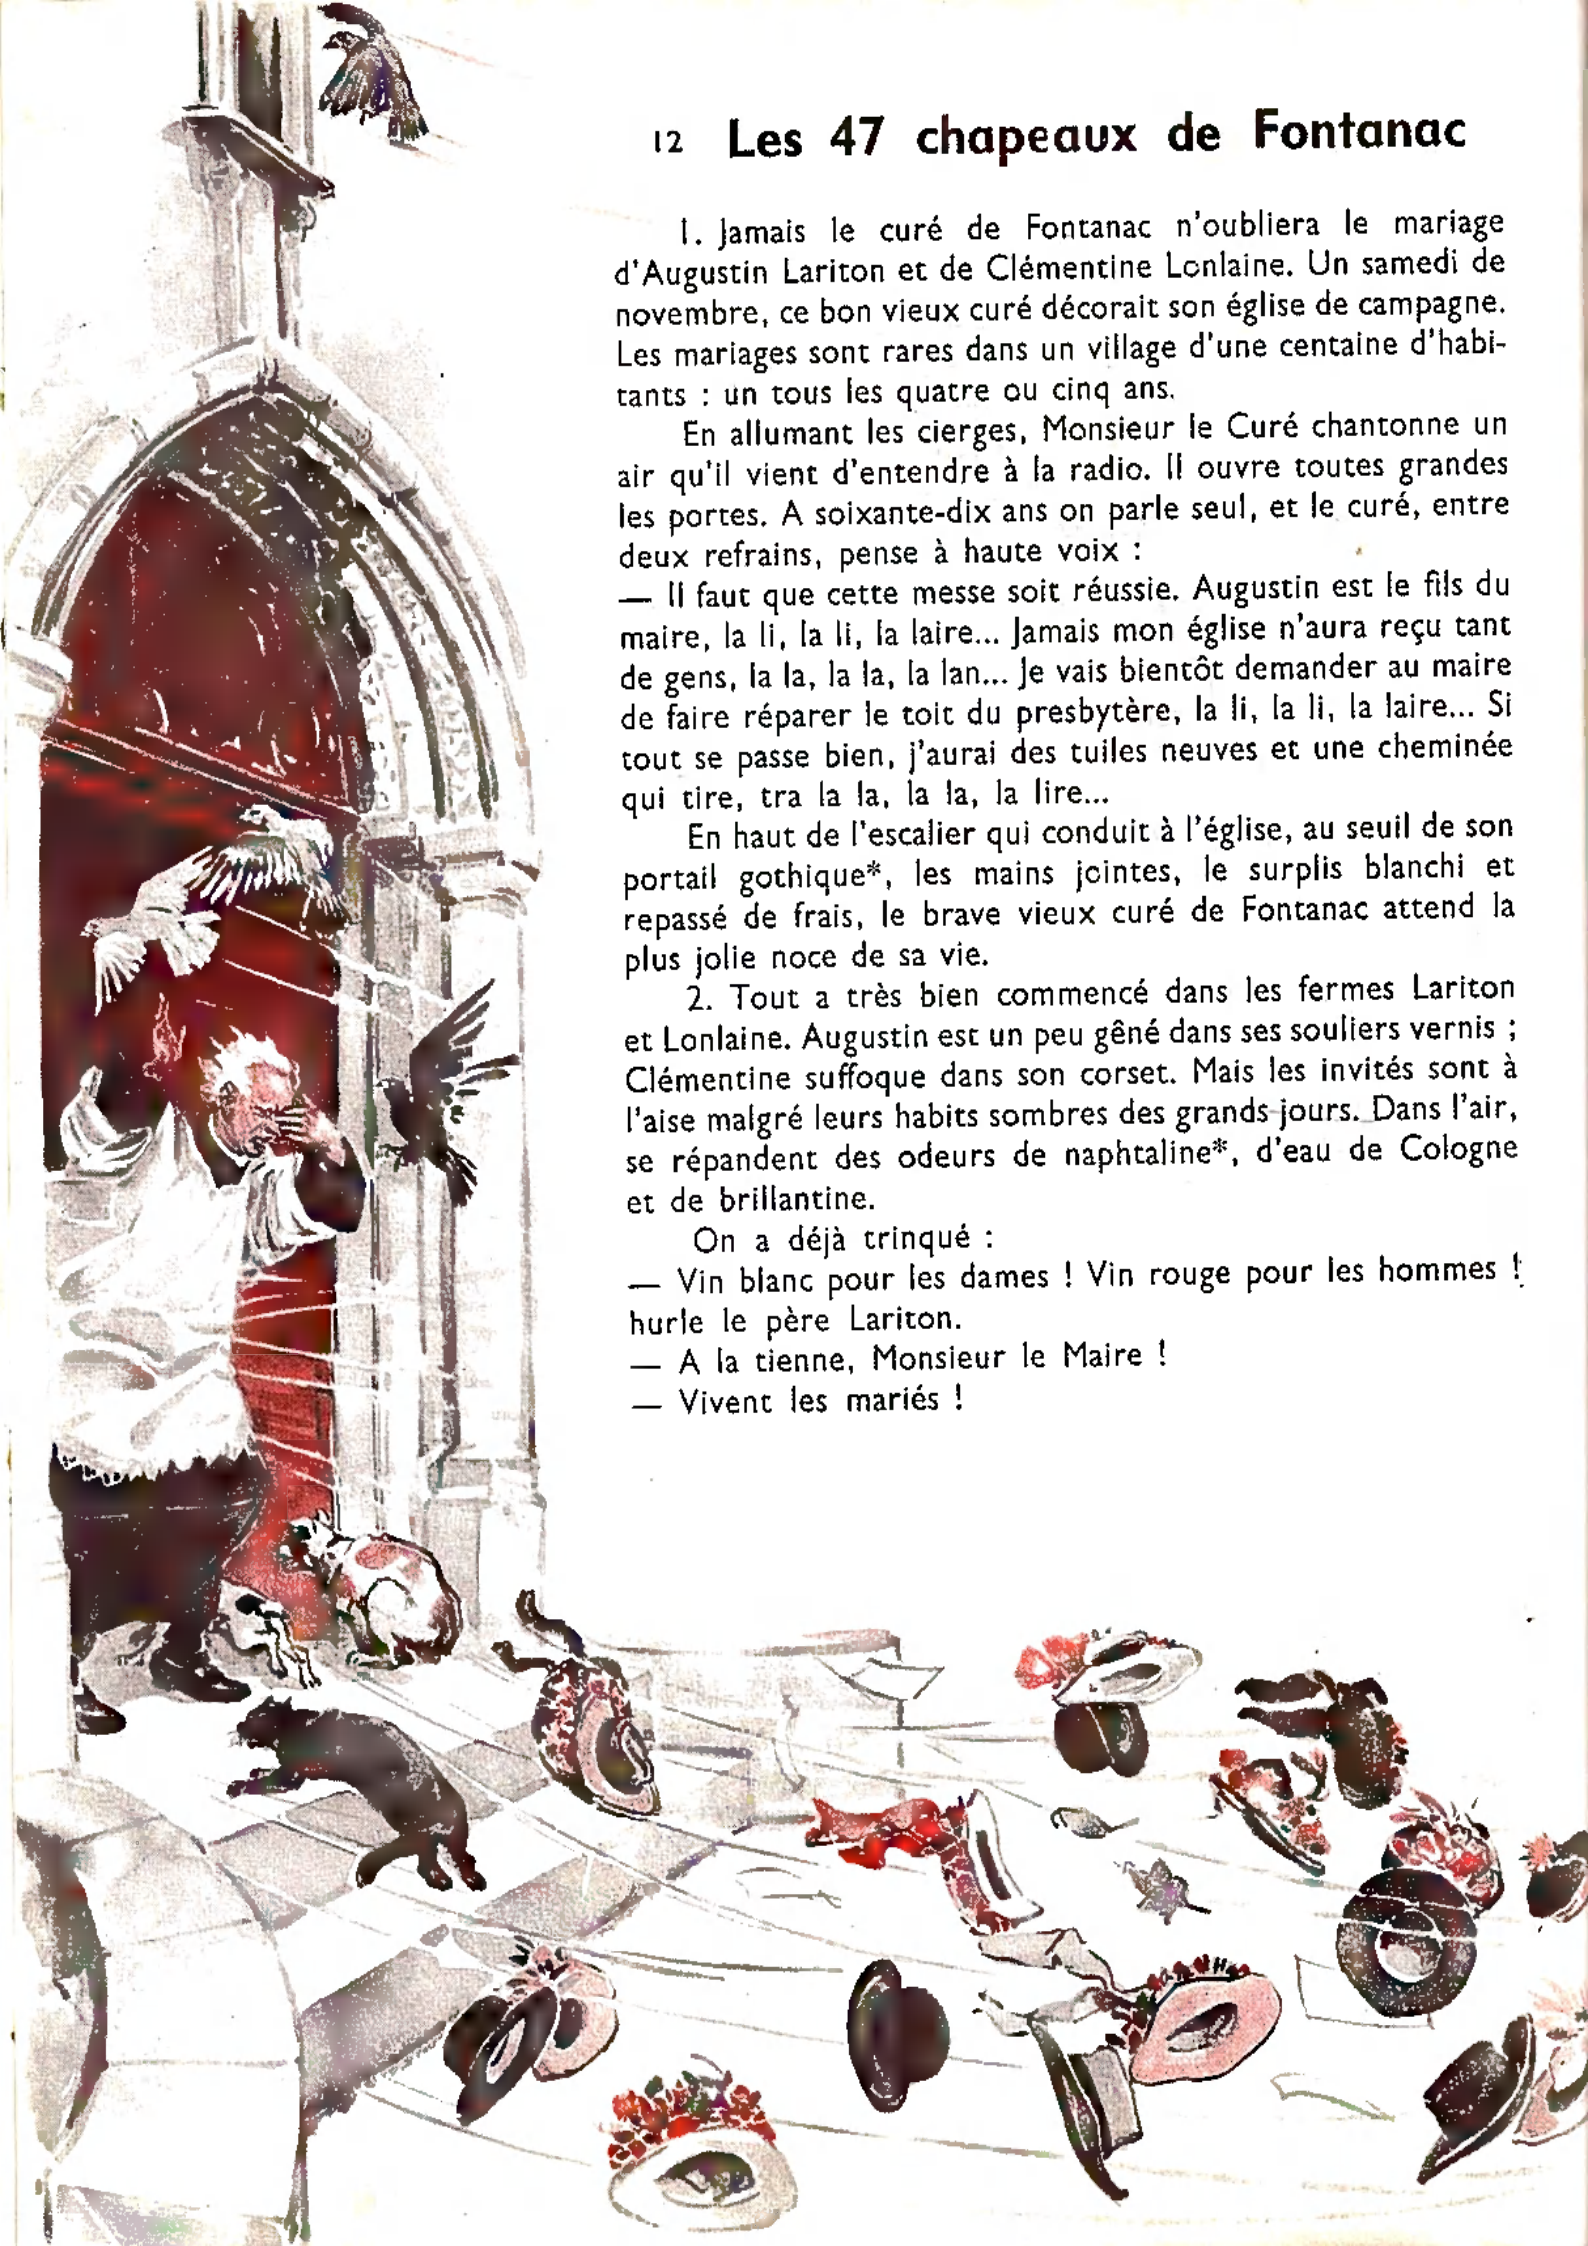 12 Les 47 chapeaux de Fontanac
1. Jamais le curé de Fontanac n'oubliera le mariage
d'Augustin Lariton et de Clémentine Lonlaine. Un samedi de
novembre, ce bon vieux curé décorait son église de campagne.
Les mariages sont rares dans un village d'une centaine d'habi-
tants : un tous les quatre ou cinq ans.
En allumant les cierges, Monsieur le Curé chantonne un
air qu'il vient d'entendre à la radio. Il ouvre toutes grandes
les portes. A soixante-dix ans on parle seul, et le curé, entre
deux refrains, pense à haute voix :
— Il faut que cette messe soit réussie. Augustin est le fils du
maire, la li, la li, la laire... Jamais mon église n'aura reçu tant
de gens, la la, la la, la lan... Je vais bientôt demander au maire
de faire réparer le toit du presbytère, la li, la li, la laire... Si
tout se passe bien, j'aurai des tuiles neuves et une cheminée
qui tire, tra la la, la la, la lire...
En haut de l'escalier qui conduit à l'église, au seuil de son
portail gothique*, les mains jointes, le surplis blanchi et
repassé de frais, le brave vieux curé de Fontanac attend la
plus jolie noce de sa vie.
2. Tout a très bien commencé dans les fermes Lariton
et Lonlaine. Augustin est un peu gêné dans ses souliers vernis ;
Clémentine suffoque dans son corset. Mais les invités sont à
l'aise malgré leurs habits sombres des grands jours. Dans l'air,
se répandent des odeurs de naphtaline*, d'eau de Cologne
et de brillantine.
On a déjà trinqué :
— Vin blanc pour les dames ! Vin rouge pour les hommes !
hurle le père Lariton.
— A la tienne, Monsieur le Maire !
— Vivent les mariés !